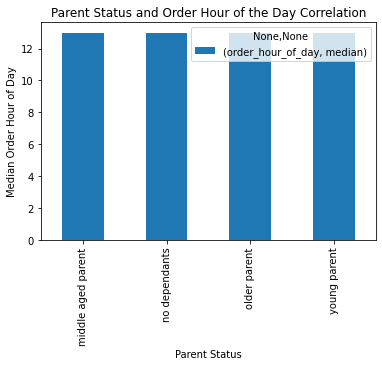 Parent Status and Order Hour of the Day Correlation
None,None
(order_hour_of_day, median)
Median Order Hour of Day
12
10
8
6
4
2
0
middle aged parent
no dependants
older parent
young parent
Parent Status